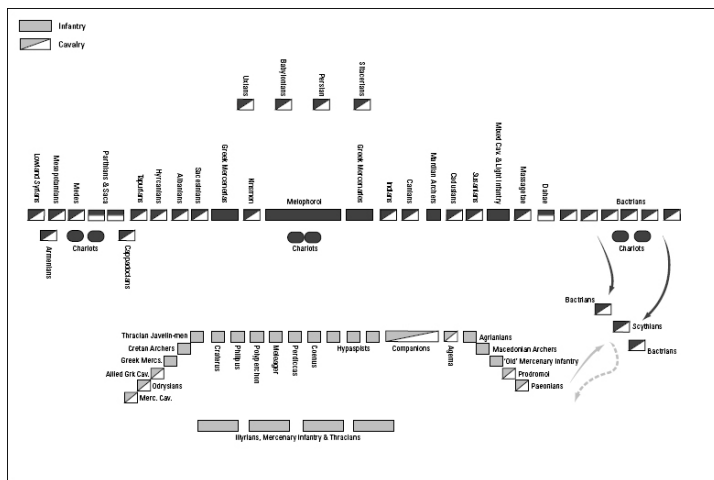 Infantry
Cavalry
Uxians
Babylonians
Persian
Sitacenians
Lowland Syrians
Mesopotamians
Medes
Parthians & Saca
Tapurians
Hyrcanians
Albanians
Sacesinians
Greek Mercenaries
Kinsmen
Melophoroi
Greek Mercenaries
Indians
Carians
Mardian Archers
Cadusians
Susanians
Mixed Cav. & Light Infantry
Massagetae
Dahae
Bactrians
Armenians
Chariots
Cappadocians
Chariots
Chariots
Bactrians
Scythians
Bactrians
Thracian Javelin-men
Cretan Archers
Greek Mercs.
Allied Grk Cav.
Odrysians
Merc. Cav.
Craterus
Philipus
Polyperchon
Meleager
Perdiccas
Coenus
Hypaspists
Companions
Agema
Agrianians
Macedonian Archers
'Old' Mercenary Infantry
Prodromoi
Paeonians
Illyrians, Mercenary Infantry & Thracians